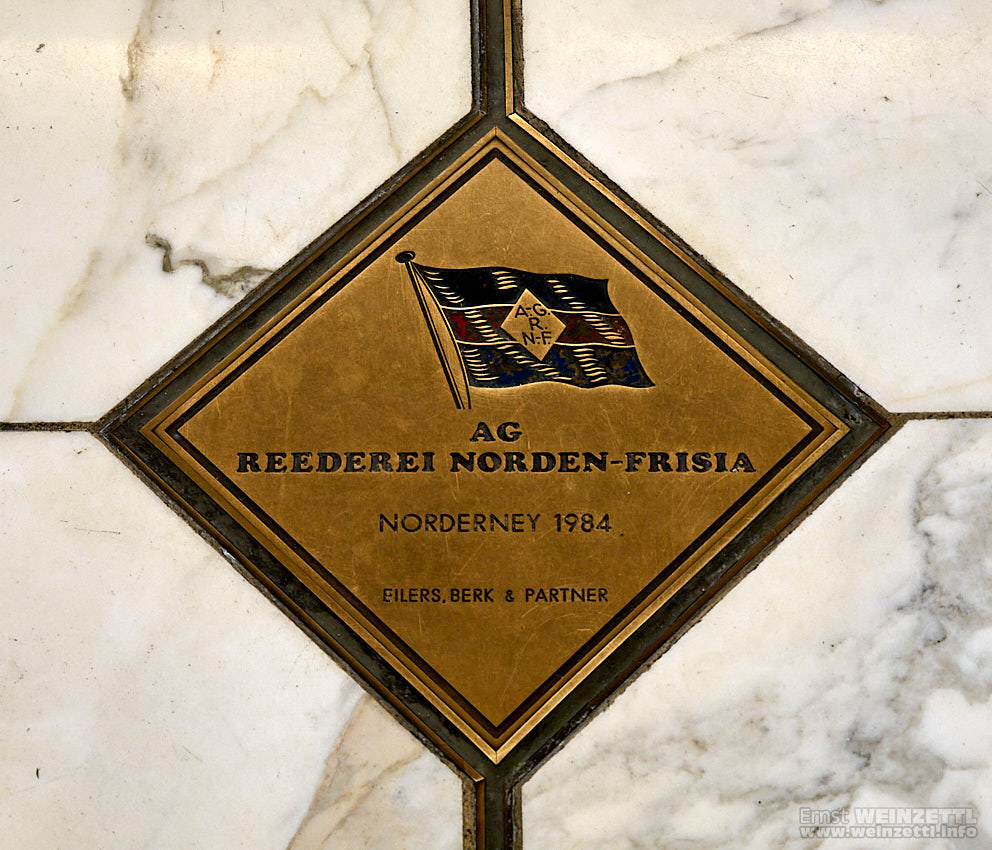 A.-G.
R.
N.-F.
AG
REEDEREI NORDEN-FRISIA
NORDERNEY 1984
EILERS, BERK & PARTNER
Ernst WEINZETTL
www.weinzettl.info